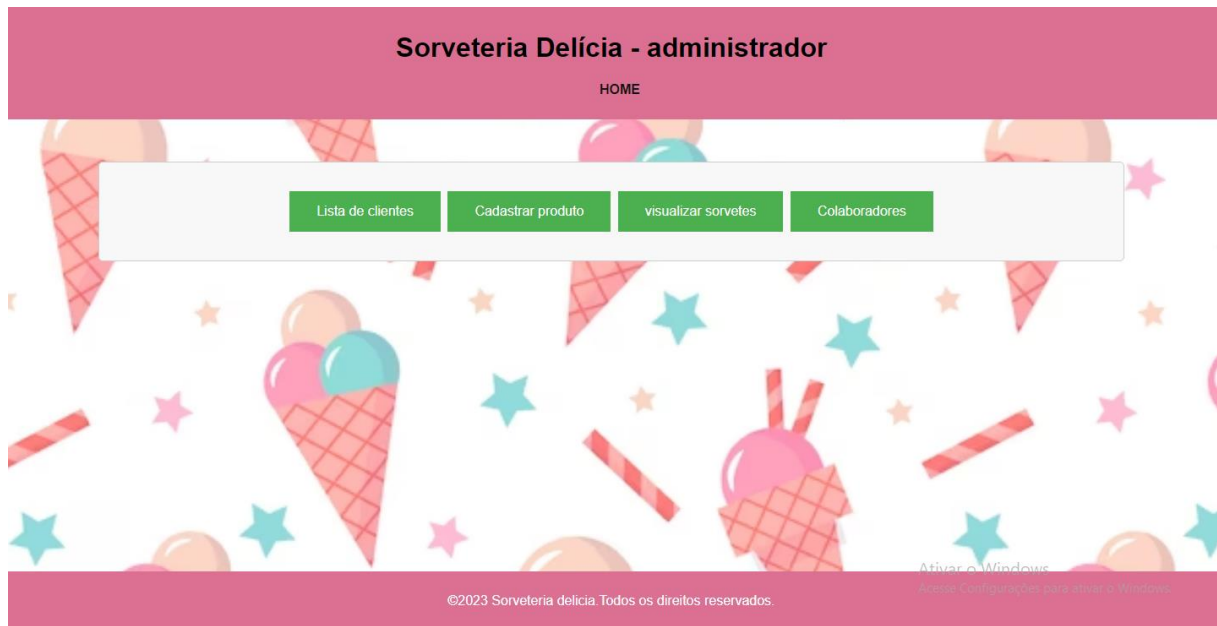 Sorveteria Delícia - administrador
HOME
Lista de clientes
Cadastrar produto
visualizar sorvetes
Colaboradores
Ativar o Windows
Acesse Configurações para ativar o Windows.
©2023 Sorveteria delicia.Todos os direitos reservados.